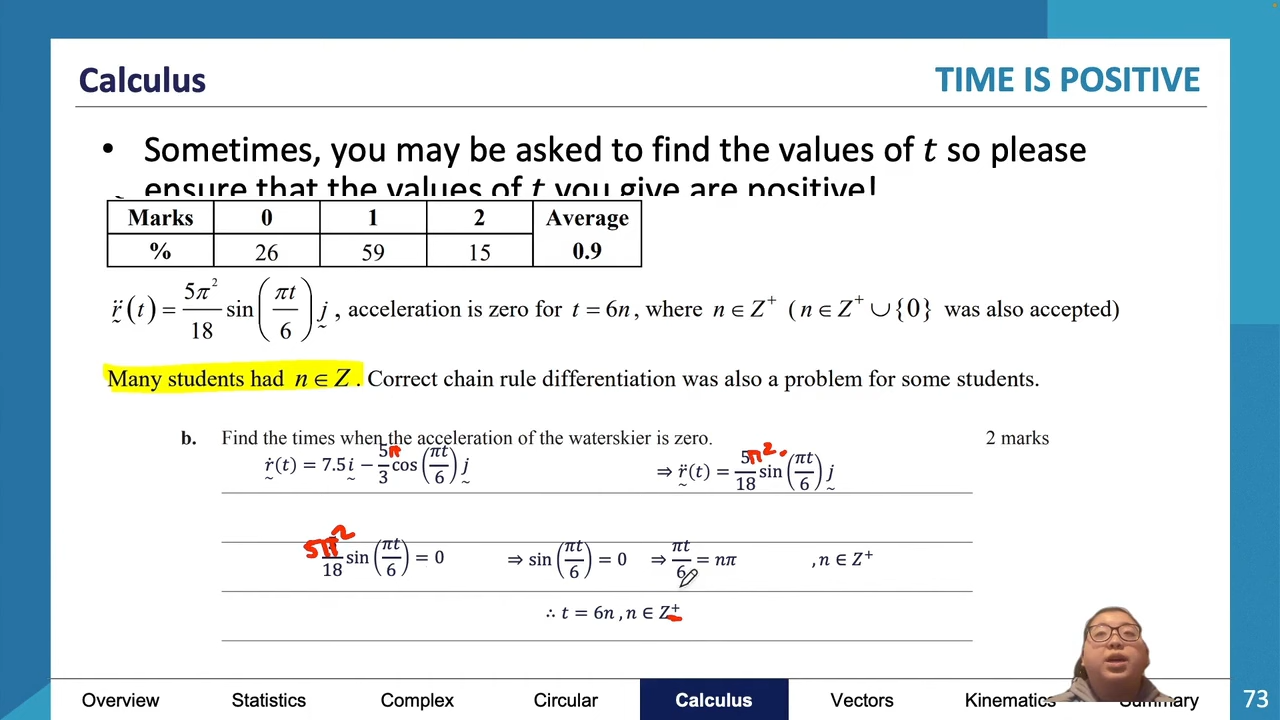 Calculus
TIME IS POSITIVE
• Sometimes, you may be asked to find the values of t so please
ensure that the values of t you give are positive!
Marks 0 1 2 Average
% 26 59 15 0.9
r̈(t) = 5π²/18 sin(πt/6) j , acceleration is zero for t = 6n, where n ∈ Z⁺ ( n ∈ Z⁺ ∪ {0} was also accepted)
Many students had n ∈ Z. Correct chain rule differentiation was also a problem for some students.
b. Find the times when the acceleration of the waterskier is zero. 2 marks
ṙ(t) = 7.5i − 5π/3 cos(πt/6) j ⇒ r̈(t) = 5π²/18 sin(πt/6) j
5π²/18 sin(πt/6) = 0 ⇒ sin(πt/6) = 0 ⇒ πt/6 = nπ , n ∈ Z⁺
∴ t = 6n , n ∈ Z⁺
Overview Statistics Complex Circular Calculus Vectors Kinematics Summary 73